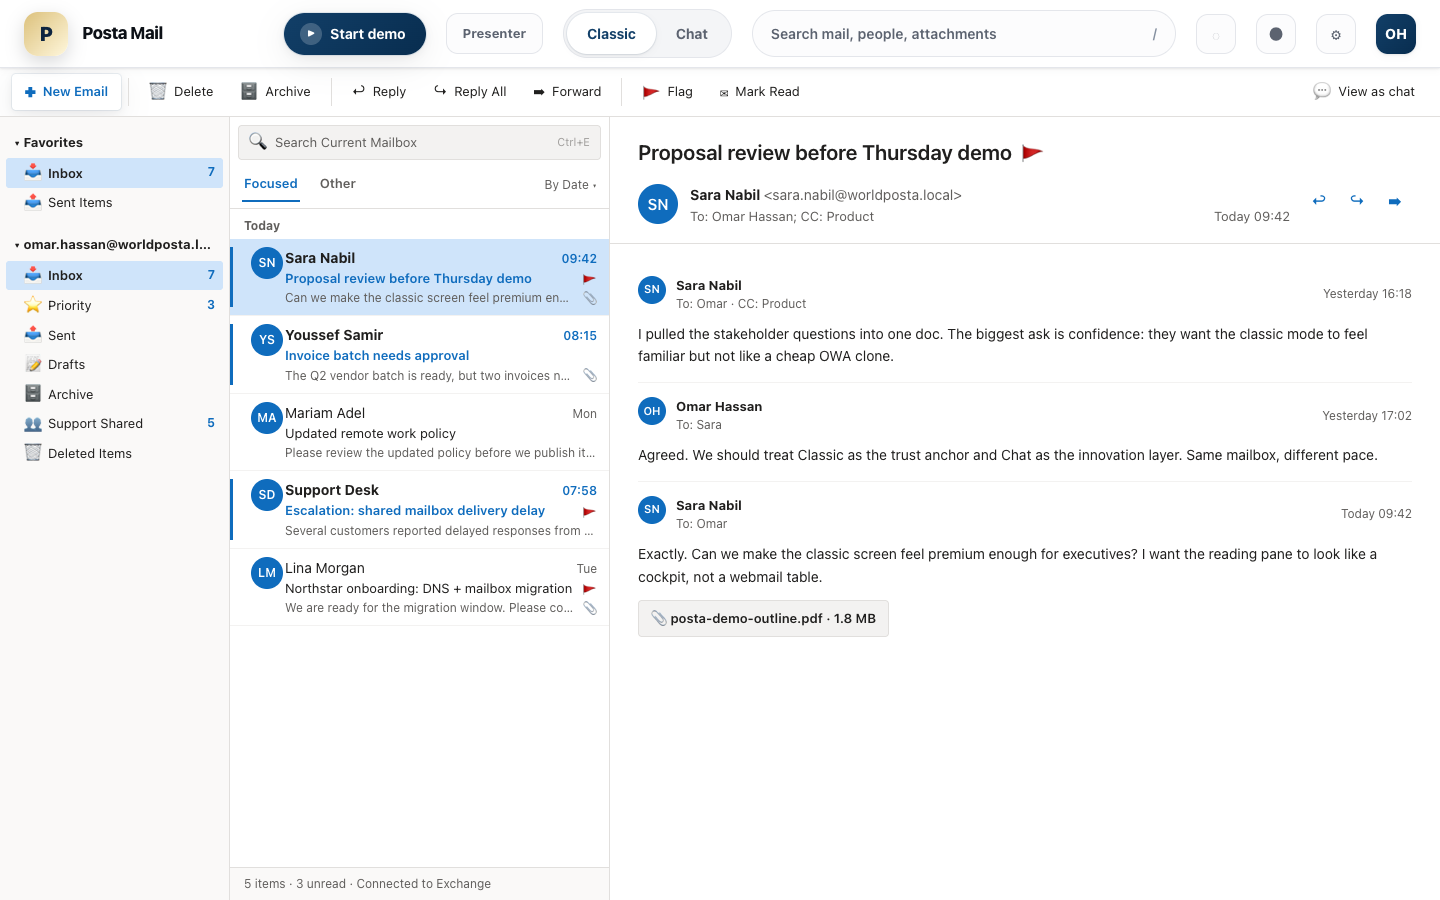 P Posta Mail Start demo Presenter Classic Chat Search mail, people, attachments / OH
New Email Delete Archive Reply Reply All Forward Flag Mark Read View as chat
Favorites
Inbox 7
Sent Items
omar.hassan@worldposta.l...
Inbox 7
Priority 3
Sent
Drafts
Archive
Support Shared 5
Deleted Items
Search Current Mailbox Ctrl+E
Focused Other By Date
Today
SN Sara Nabil 09:42
Proposal review before Thursday demo
Can we make the classic screen feel premium en...
YS Youssef Samir 08:15
Invoice batch needs approval
The Q2 vendor batch is ready, but two invoices n...
MA Mariam Adel Mon
Updated remote work policy
Please review the updated policy before we publish it...
SD Support Desk 07:58
Escalation: shared mailbox delivery delay
Several customers reported delayed responses from ...
LM Lina Morgan Tue
Northstar onboarding: DNS + mailbox migration
We are ready for the migration window. Please co...
5 items · 3 unread · Connected to Exchange
Proposal review before Thursday demo
SN Sara Nabil <sara.nabil@worldposta.local>
To: Omar Hassan; CC: Product Today 09:42
SN Sara Nabil
To: Omar · CC: Product Yesterday 16:18
I pulled the stakeholder questions into one doc. The biggest ask is confidence: they want the classic mode to feel
familiar but not like a cheap OWA clone.
OH Omar Hassan
To: Sara Yesterday 17:02
Agreed. We should treat Classic as the trust anchor and Chat as the innovation layer. Same mailbox, different pace.
SN Sara Nabil
To: Omar Today 09:42
Exactly. Can we make the classic screen feel premium enough for executives? I want the reading pane to look like a
cockpit, not a webmail table.
posta-demo-outline.pdf · 1.8 MB